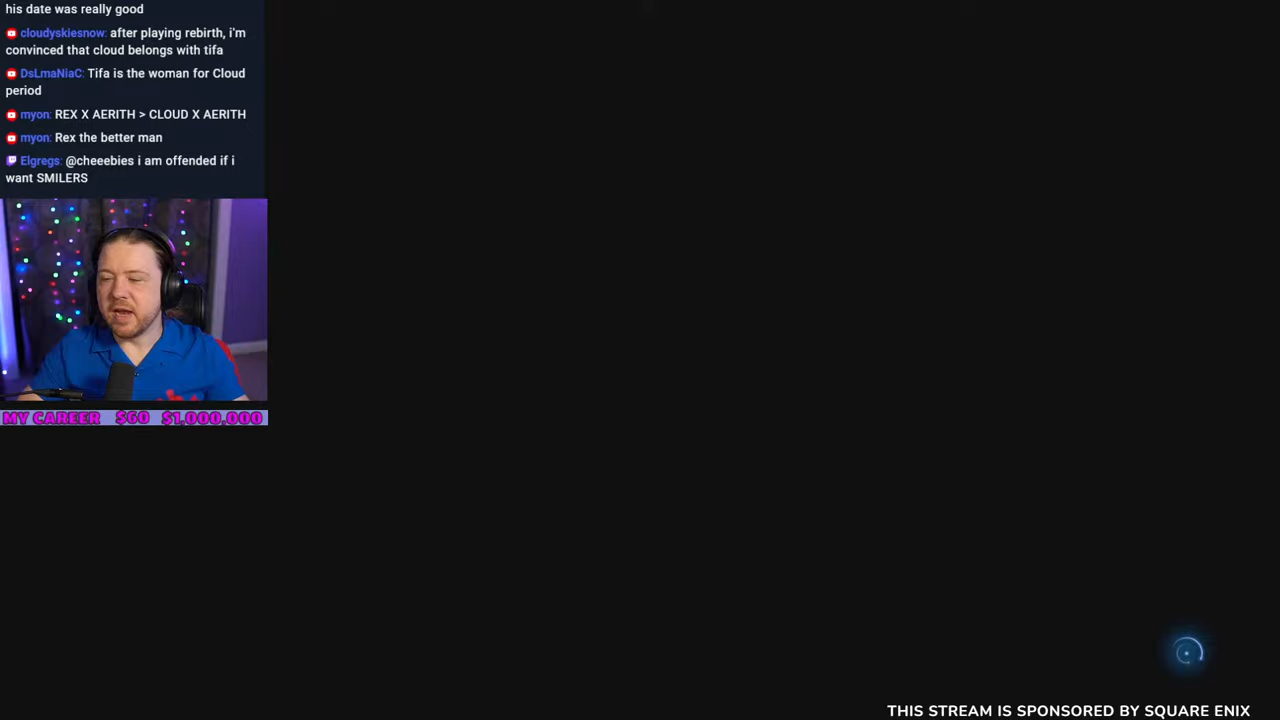 his date was really good
cloudyskiesnow: after playing rebirth, i'm
convinced that cloud belongs with tifa
DsLmaNiaC: Tifa is the woman for Cloud
period
myon: REX X AERITH > CLOUD X AERITH
myon: Rex the better man
Elgregs: @cheeebies i am offended if i
want SMILERS
MY CAREER $60 $1,000,000
THIS STREAM IS SPONSORED BY SQUARE ENIX